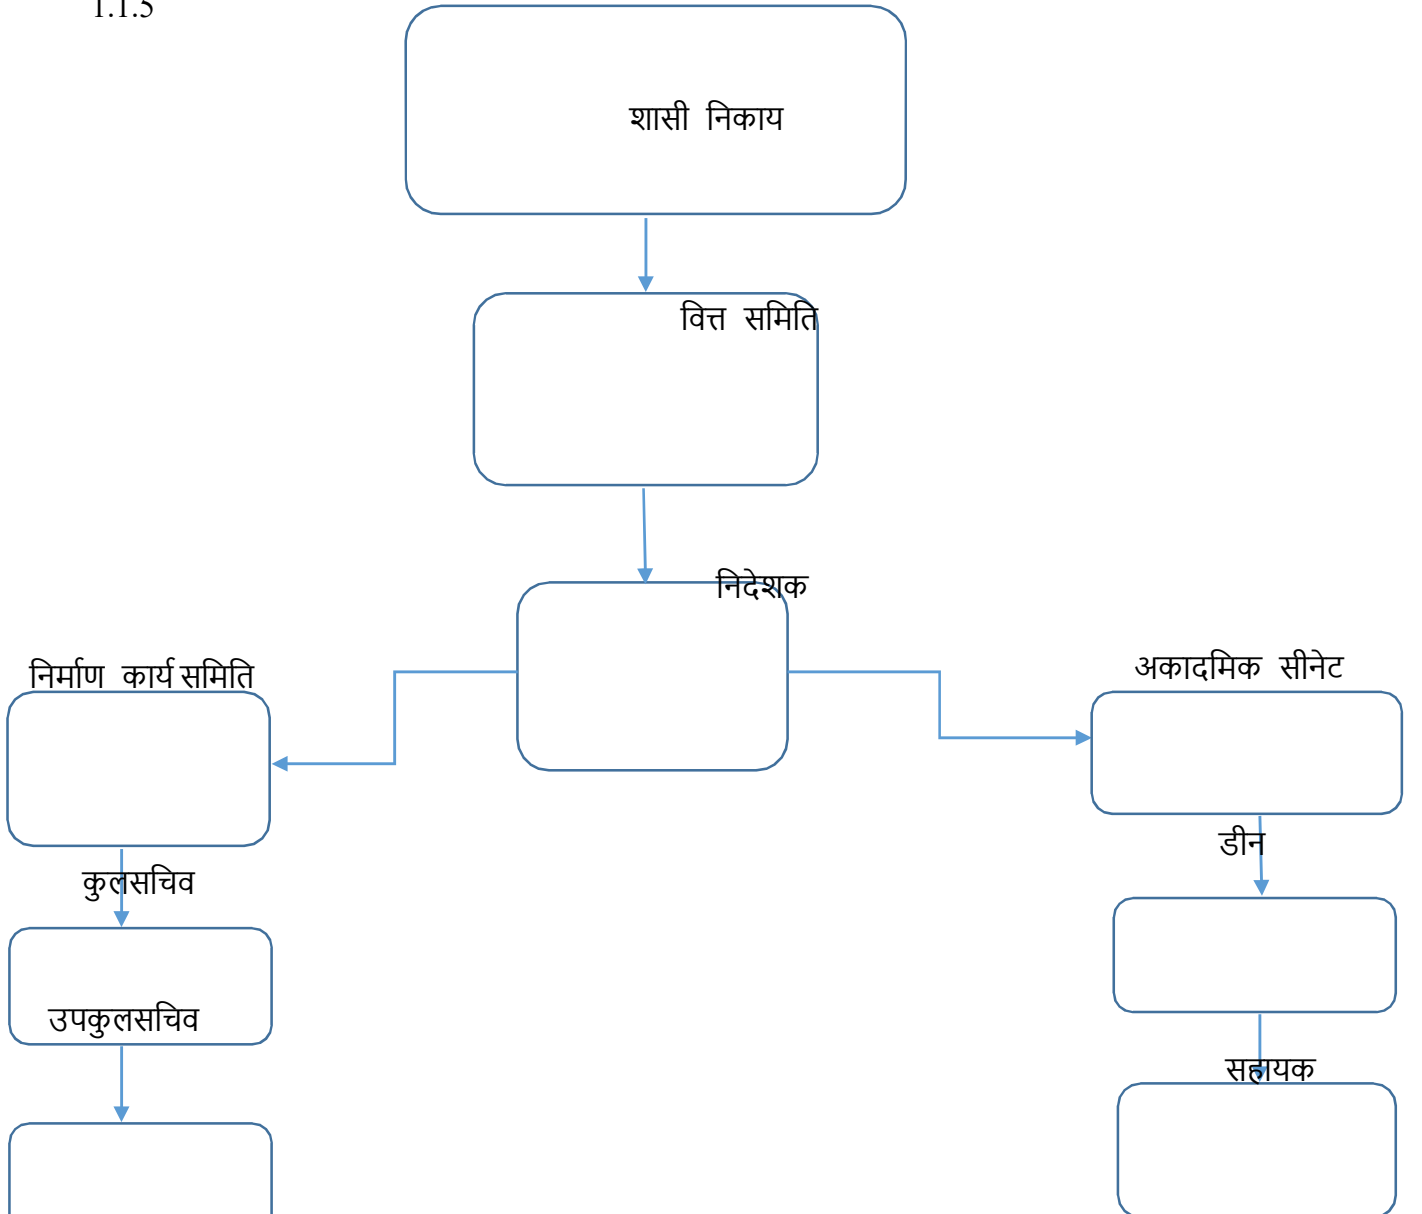 1.1.5
शासी निकाय
वित्त समिति
निदेशक
निर्माण कार्य समिति
अकादमिक सीनेट
डीन
कुलसचिव
उपकुलसचिव
सहायक